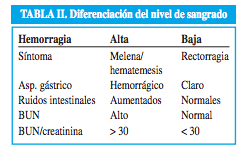 TABLA II. Diferenciación del nivel de sangrado
Hemorragia Alta Baja
Síntoma Melena/ Rectorragia
hematemesis
Asp. gástrico Hemorrágico Claro
Ruidos intestinales Aumentados Normales
BUN Alto Normal
BUN/creatinina > 30 < 30